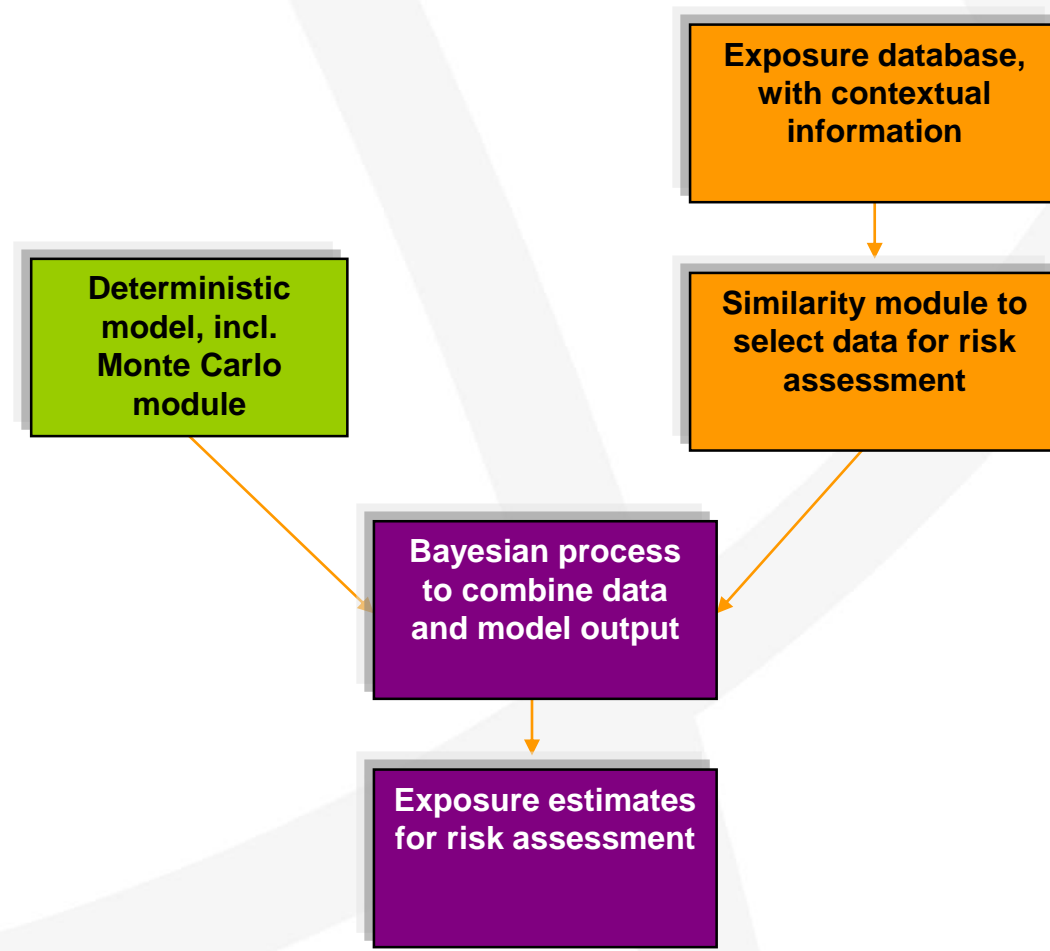 Exposure database,
with contextual
information
Deterministic
model, incl.
Monte Carlo
module
Similarity module to
select data for risk
assessment
Bayesian process
to combine data
and model output
Exposure estimates
for risk assessment